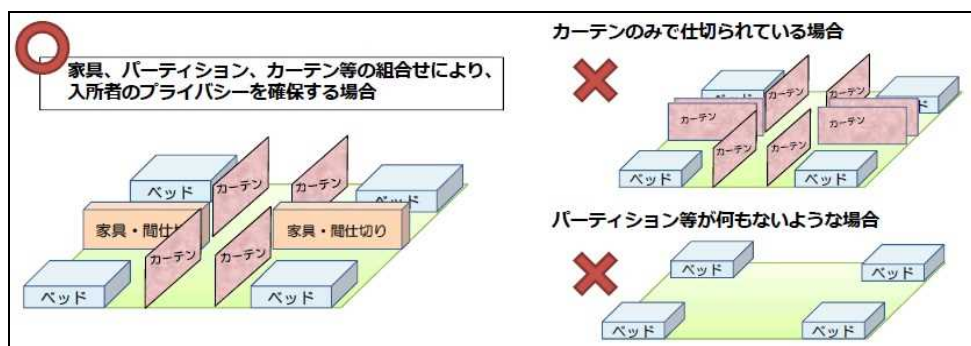 家具、パーティション、カーテン等の組合せにより、
入所者のプライバシーを確保する場合
ベッド
カーテン
カーテン
ベッド
家具・間仕切
カーテン
カーテン
家具・間仕切り
ベッド
ベッド
カーテンのみで仕切られている場合
ベッド
カーテン
カーテン
ベッド
カーテン
カーテン
カーテン
カーテン
ベッド
ベッド
パーティション等が何もないような場合
ベッド
ベッド
ベッド
ベッド